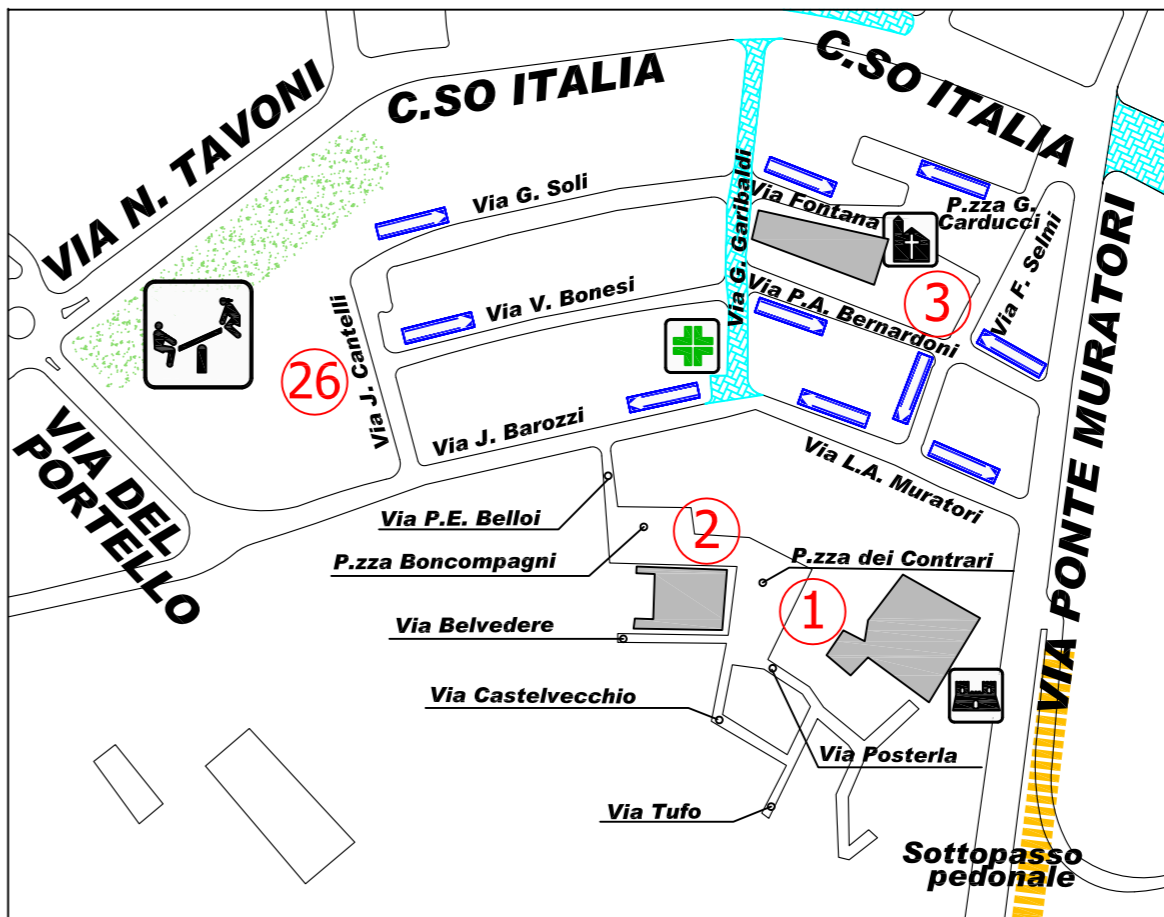 C.SO ITALIA
C.SO ITALIA
VIA N. TAVONI
Via G. Soli
Via G. Garibaldi
Via Fontana
P.zza G.
Carducci
Via F. Selmi
VIA PONTE MURATORI
Via V. Bonesi
Via P.A. Bernardoni
3
26
Via J. Cantelli
Via J. Barozzi
Via L.A. Muratori
VIA DEL
PORTELLO
Via P.E. Belloi
2
P.zza Boncompagni
P.zza dei Contrari
1
Via Belvedere
Via Castelvecchio
Via Posterla
Via Tufo
Sottopasso
pedonale